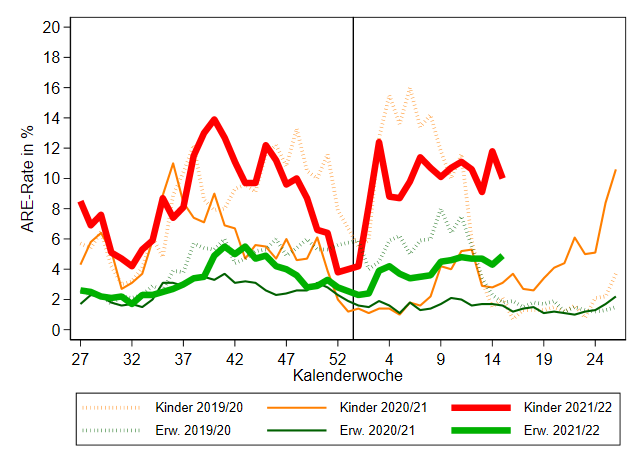 20
18
16
14
12
10
8
6
4
2
0
ARE-Rate in %
27 32 37 42 47 52 4 9 14 19 24
Kalenderwoche
Kinder 2019/20 Kinder 2020/21 Kinder 2021/22
Erw. 2019/20 Erw. 2020/21 Erw. 2021/22